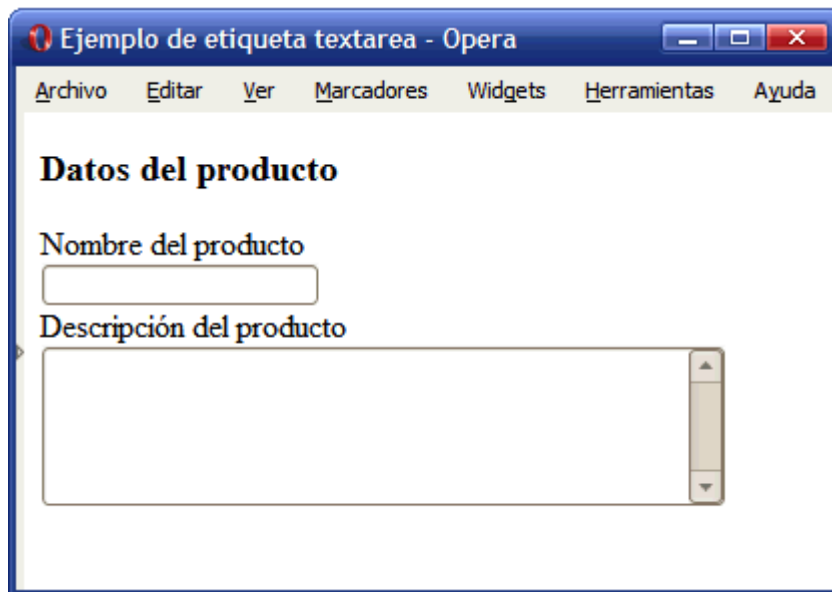 Ejemplo de etiqueta textarea - Opera
Archivo Editar Ver Marcadores Widgets Herramientas Ayuda
Datos del producto
Nombre del producto
Descripción del producto